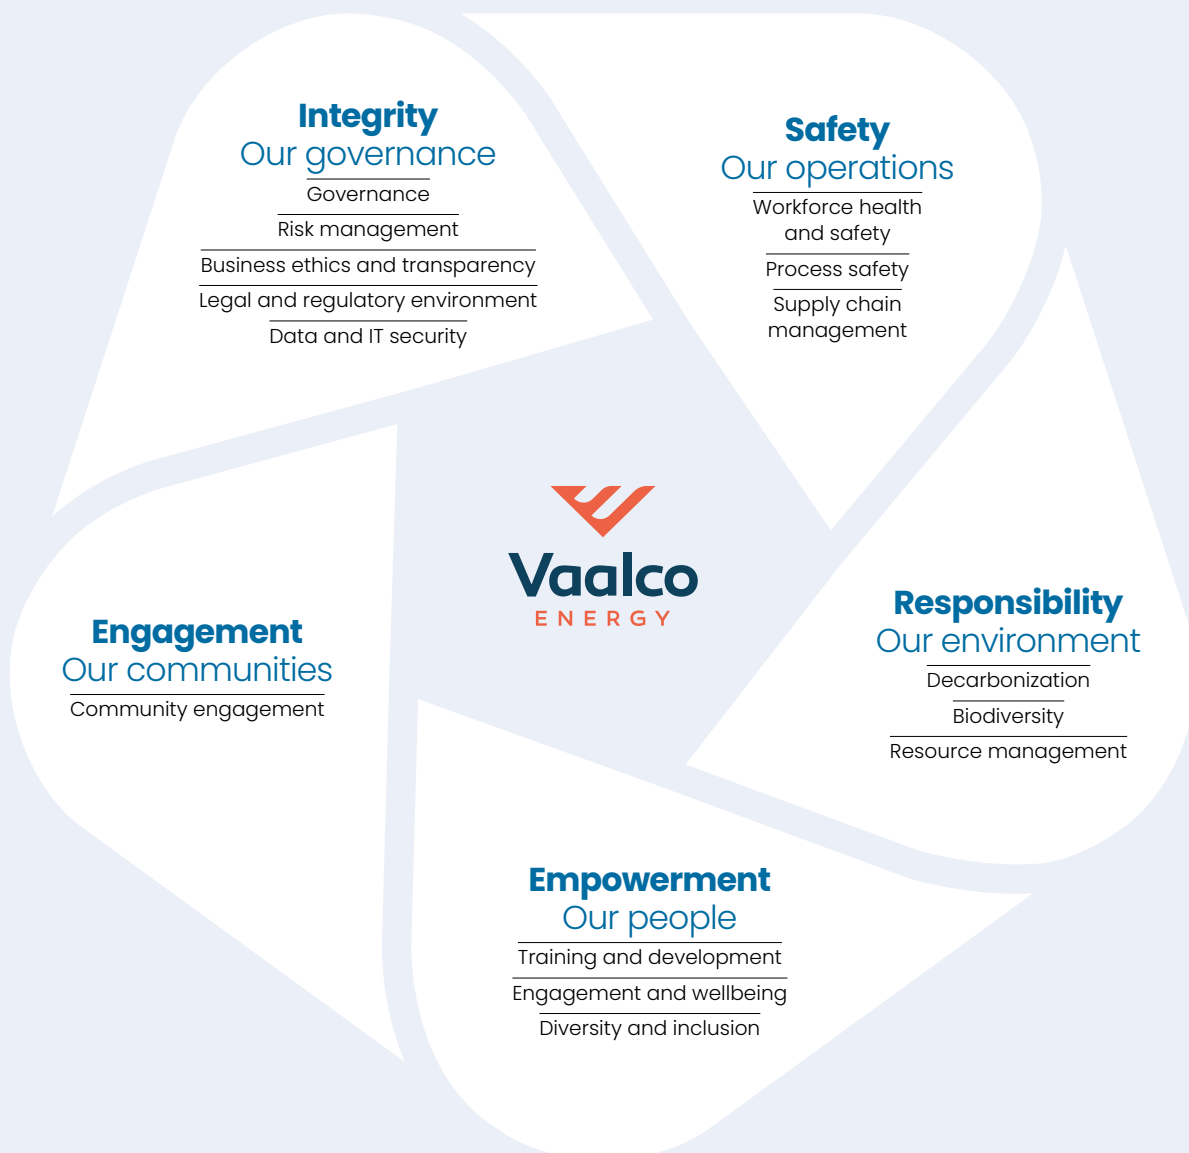 Integrity
Our governance
Governance
Risk management
Business ethics and transparency
Legal and regulatory environment
Data and IT security
Safety
Our operations
Workforce health
and safety
Process safety
Supply chain
management
Vaalco
ENERGY
Engagement
Our communities
Community engagement
Responsibility
Our environment
Decarbonization
Biodiversity
Resource management
Empowerment
Our people
Training and development
Engagement and wellbeing
Diversity and inclusion